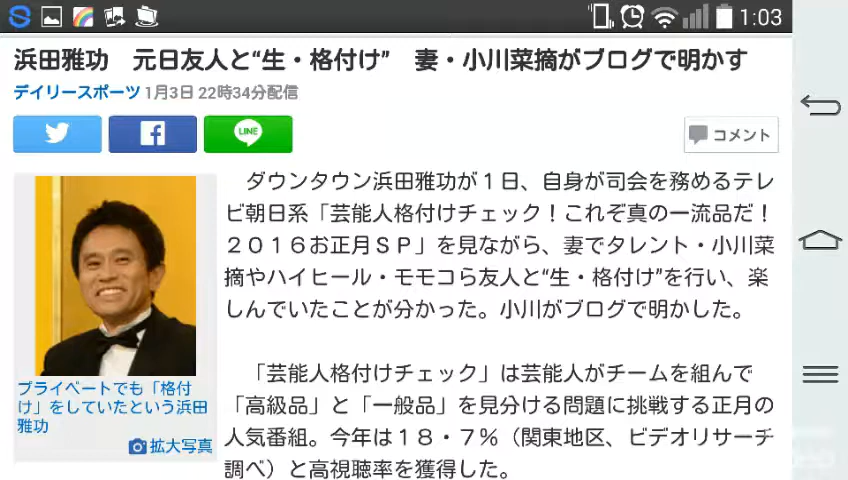 1:03
浜田雅功　元日友人と“生・格付け”　妻・小川菜摘がブログで明かす
デイリースポーツ 1月3日 22時34分配信
LINE
コメント
ダウンタウン浜田雅功が１日、自身が司会を務めるテレ
ビ朝日系「芸能人格付けチェック！これぞ真の一流品だ！
２０１６お正月ＳＰ」を見ながら、妻でタレント・小川菜
摘やハイヒール・モモコら友人と“生・格付け”を行い、楽
しんでいたことが分かった。小川がブログで明かした。
「芸能人格付けチェック」は芸能人がチームを組んで
「高級品」と「一般品」を見分ける問題に挑戦する正月の
人気番組。今年は１８・７％（関東地区、ビデオリサーチ
調べ）と高視聴率を獲得した。
プライベートでも「格付
け」をしていたという浜田
雅功
拡大写真